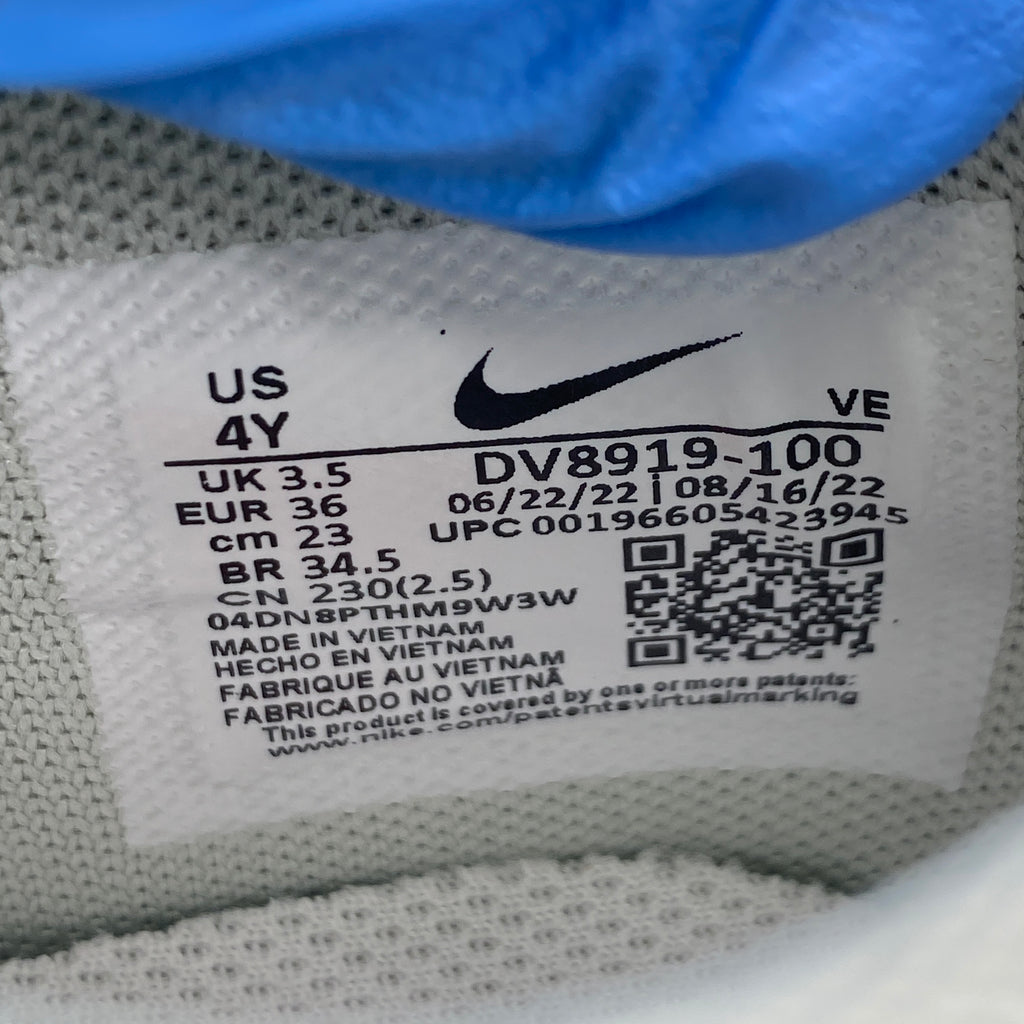 US
4Y
VE
UK 3.5
EUR 36
cm 23
BR 34.5
CN 230(2.5)
DV8919-100
06/22/22 | 08/16/22
UPC 00196605423945
04DN8PTHM9W3W
MADE IN VIETNAM
HECHO EN VIETNAM
FABRIQUE AU VIETNAM
FABRICADO NO VIETNÃ
This product is covered by one or more patents:
www.nike.com/patentsvirtualmarking